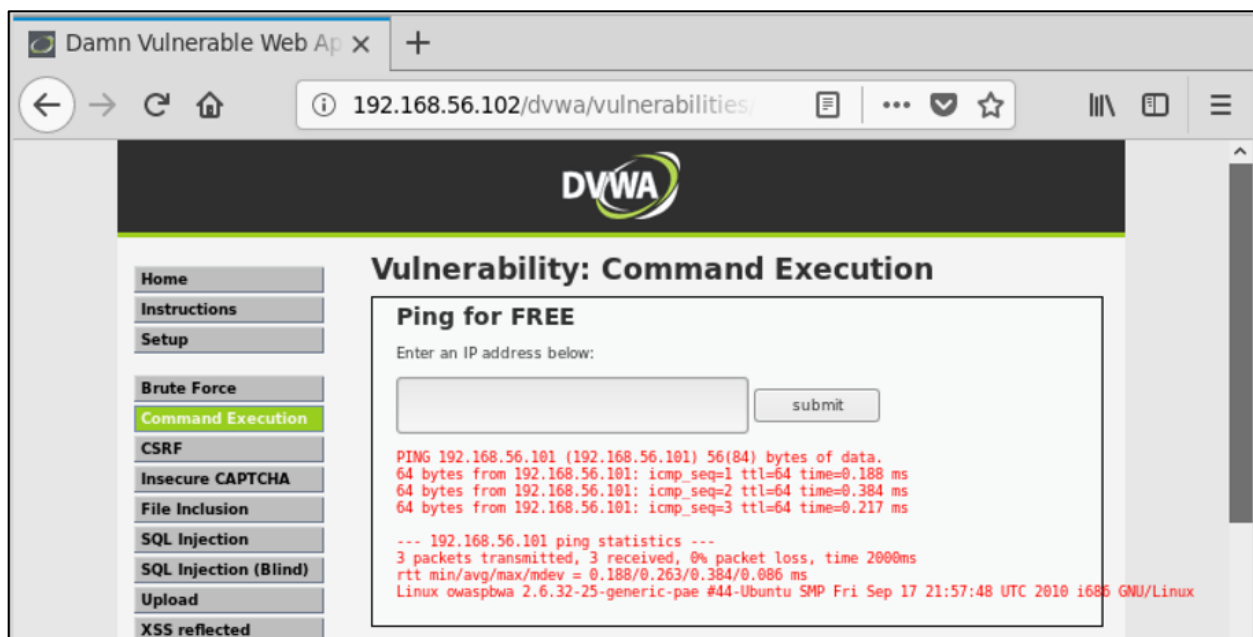 Damn Vulnerable Web Ap
192.168.56.102/dvwa/vulnerabilities/
DVWA
Home
Instructions
Setup
Brute Force
Command Execution
CSRF
Insecure CAPTCHA
File Inclusion
SQL Injection
SQL Injection (Blind)
Upload
XSS reflected
Vulnerability: Command Execution
Ping for FREE
Enter an IP address below:
submit
PING 192.168.56.101 (192.168.56.101) 56(84) bytes of data.
64 bytes from 192.168.56.101: icmp_seq=1 ttl=64 time=0.188 ms
64 bytes from 192.168.56.101: icmp_seq=2 ttl=64 time=0.384 ms
64 bytes from 192.168.56.101: icmp_seq=3 ttl=64 time=0.217 ms
--- 192.168.56.101 ping statistics ---
3 packets transmitted, 3 received, 0% packet loss, time 2000ms
rtt min/avg/max/mdev = 0.188/0.263/0.384/0.086 ms
Linux owaspbwa 2.6.32-25-generic-pae #44-Ubuntu SMP Fri Sep 17 21:57:48 UTC 2010 i686 GNU/Linux